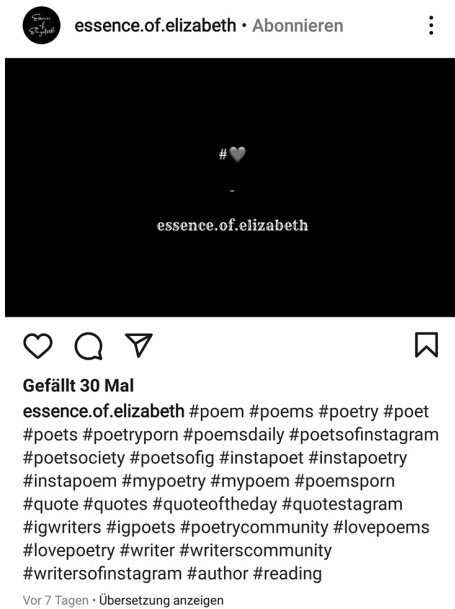 essence.of.elizabeth • Abonnieren
#🖤
-
essence.of.elizabeth
Gefällt 30 Mal
essence.of.elizabeth #poem #poems #poetry #poet
#poets #poetryporn #poemsdaily #poetsofinstagram
#poetsociety #poetsofig #instapoet #instapoetry
#instapoem #mypoetry #mypoem #poemsporn
#quote #quotes #quoteoftheday #quotestagram
#igwriters #igpoets #poetrycommunity #lovepoems
#lovepoetry #writer #writerscommunity
#writersofinstagram #author #reading
Vor 7 Tagen • Übersetzung anzeigen